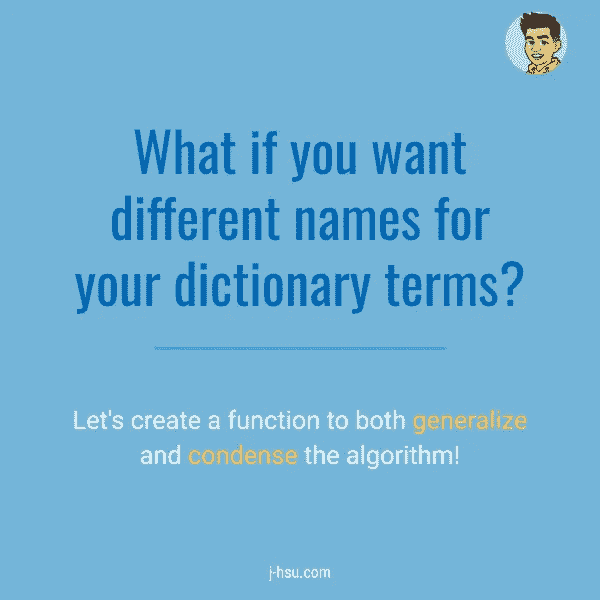 What if you want
different names for
your dictionary terms?
Let's create a function to both generalize
and condense the algorithm!
j-hsu.com